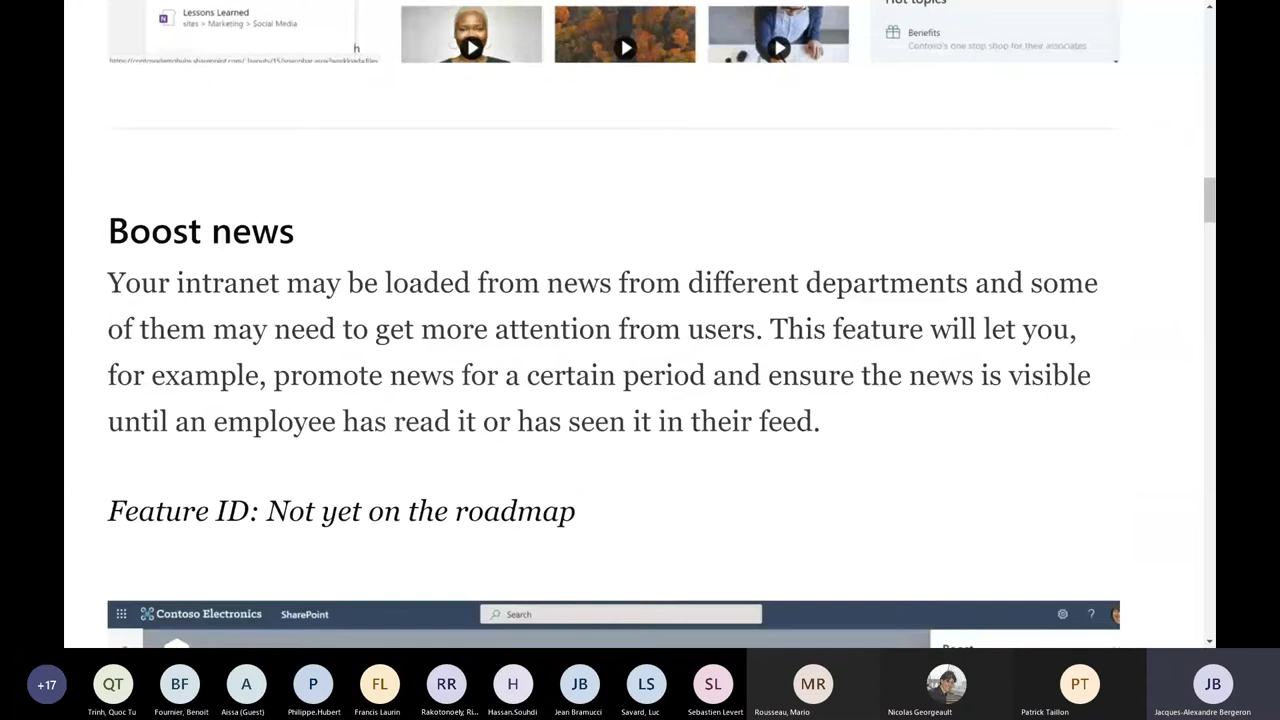 Lessons Learned
sites > Marketing > Social Media
h
Hot topics
Benefits
Contoso's one stop shop for their associates
Boost news
Your intranet may be loaded from news from different departments and some
of them may need to get more attention from users. This feature will let you,
for example, promote news for a certain period and ensure the news is visible
until an employee has read it or has seen it in their feed.
Feature ID: Not yet on the roadmap
Contoso Electronics SharePoint Search ?
Boost
+17 QT BF A P FL RR H JB LS SL MR PT JB
Trinh, Quoc Tu Fournier, Benoit Aissa (Guest) Philippe.Hubert Francis Laurin Rakotonoely, Ri... Hassan.Souhdi Jean Bramucci Savard, Luc Sebastien Levert Rousseau, Mario Nicolas Georgeault Patrick Taillon Jacques-Alexandre Bergeron